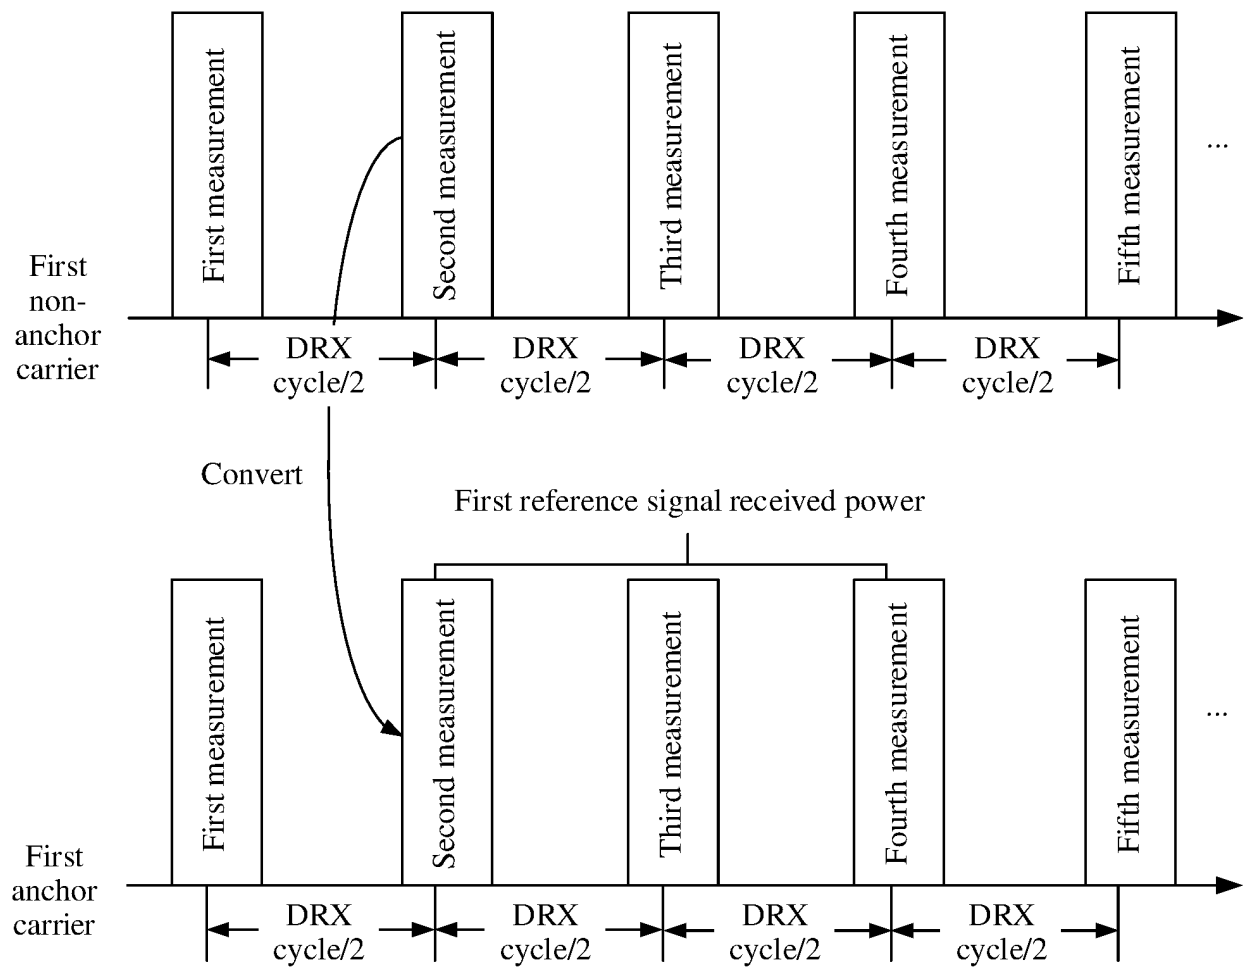 First measurement
Second measurement
Third measurement
Fourth measurement
Fifth measurement
...
First
non-
anchor
carrier
DRX
cycle/2
DRX
cycle/2
DRX
cycle/2
DRX
cycle/2
Convert
First reference signal received power
First measurement
Second measurement
Third measurement
Fourth measurement
Fifth measurement
...
First
anchor
carrier
DRX
cycle/2
DRX
cycle/2
DRX
cycle/2
DRX
cycle/2